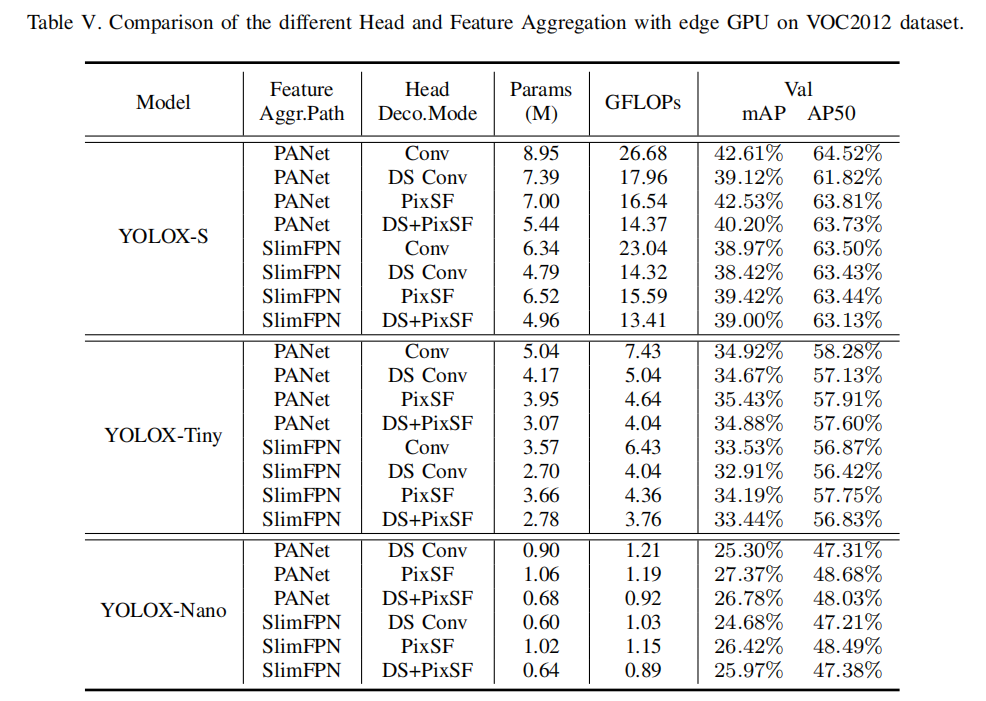 Table V. Comparison of the different Head and Feature Aggregation with edge GPU on VOC2012 dataset.
Model Feature Aggr.Path Head Deco.Mode Params (M) GFLOPs Val mAP AP50
YOLOX-S
PANet Conv 8.95 26.68 42.61% 64.52%
PANet DS Conv 7.39 17.96 39.12% 61.82%
PANet PixSF 7.00 16.54 42.53% 63.81%
PANet DS+PixSF 5.44 14.37 40.20% 63.73%
SlimFPN Conv 6.34 23.04 38.97% 63.50%
SlimFPN DS Conv 4.79 14.32 38.42% 63.43%
SlimFPN PixSF 6.52 15.59 39.42% 63.44%
SlimFPN DS+PixSF 4.96 13.41 39.00% 63.13%
YOLOX-Tiny
PANet Conv 5.04 7.43 34.92% 58.28%
PANet DS Conv 4.17 5.04 34.67% 57.13%
PANet PixSF 3.95 4.64 35.43% 57.91%
PANet DS+PixSF 3.07 4.04 34.88% 57.60%
SlimFPN Conv 3.57 6.43 33.53% 56.87%
SlimFPN DS Conv 2.70 4.04 32.91% 56.42%
SlimFPN PixSF 3.66 4.36 34.19% 57.75%
SlimFPN DS+PixSF 2.78 3.76 33.44% 56.83%
YOLOX-Nano
PANet DS Conv 0.90 1.21 25.30% 47.31%
PANet PixSF 1.06 1.19 27.37% 48.68%
PANet DS+PixSF 0.68 0.92 26.78% 48.03%
SlimFPN DS Conv 0.60 1.03 24.68% 47.21%
SlimFPN PixSF 1.02 1.15 26.42% 48.49%
SlimFPN DS+PixSF 0.64 0.89 25.97% 47.38%